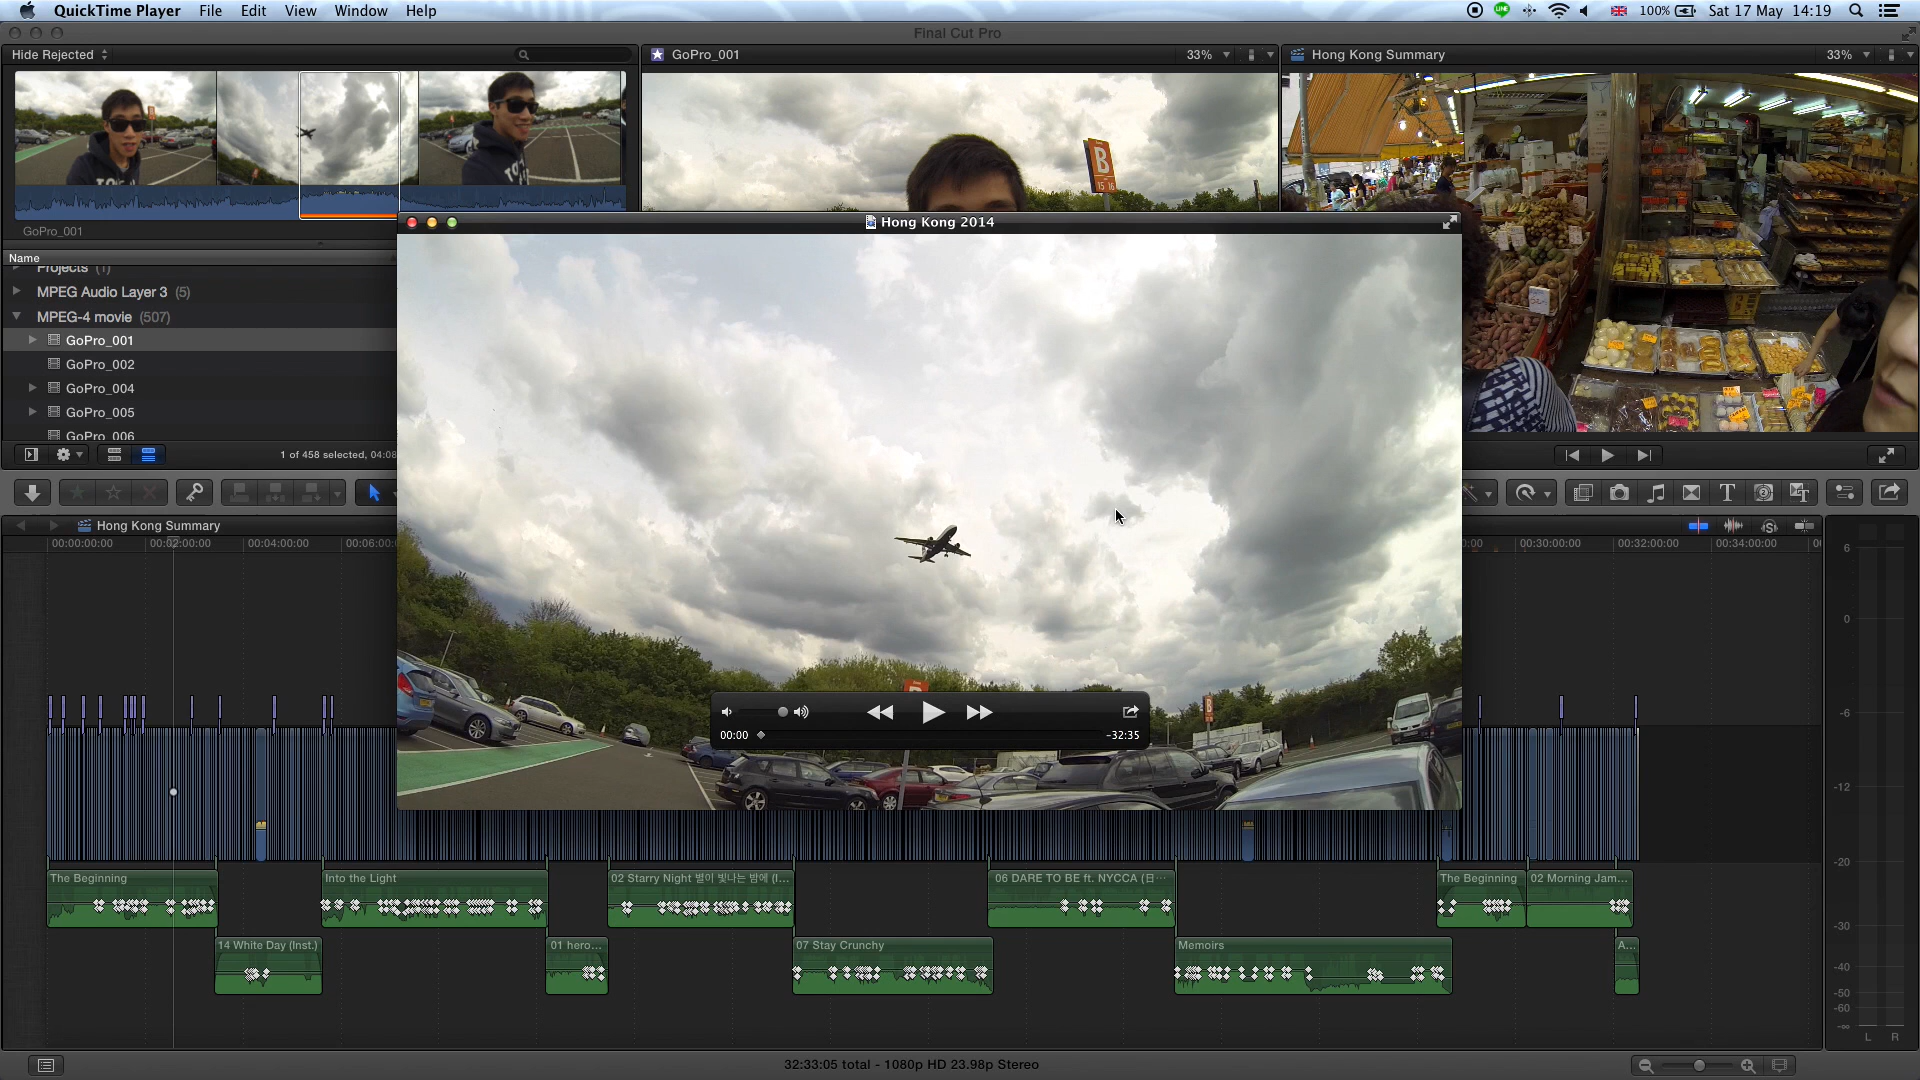 QuickTime Player File Edit View Window Help
100% Sat 17 May 14:19
Final Cut Pro
Hide Rejected
GoPro_001
33%
Hong Kong Summary
33%
B
15 16
GoPro_001
Hong Kong 2014
Name
Projects (1)
MPEG Audio Layer 3 (5)
MPEG-4 movie (507)
GoPro_001
GoPro_002
GoPro_004
GoPro_005
GoPro_006
1 of 458 selected, 04:08
Hong Kong Summary
00:00:00:00
00:02:00:00
00:04:00:00
00:06:0
00:30:00:00
00:32:00:00
00:34:00:00
00:00
-32:35
The Beginning
Into the Light
02 Starry Night 별이 빛나는 밤에 (I...
06 DARE TO BE ft. NYCCA (日...
The Beginning
02 Morning Jam...
14 White Day (Inst.)
01 hero...
07 Stay Crunchy
Memoirs
A...
6
0
-6
-12
-20
-30
-40
-50
-60
-∞
L R
32:33:05 total - 1080p HD 23.98p Stereo